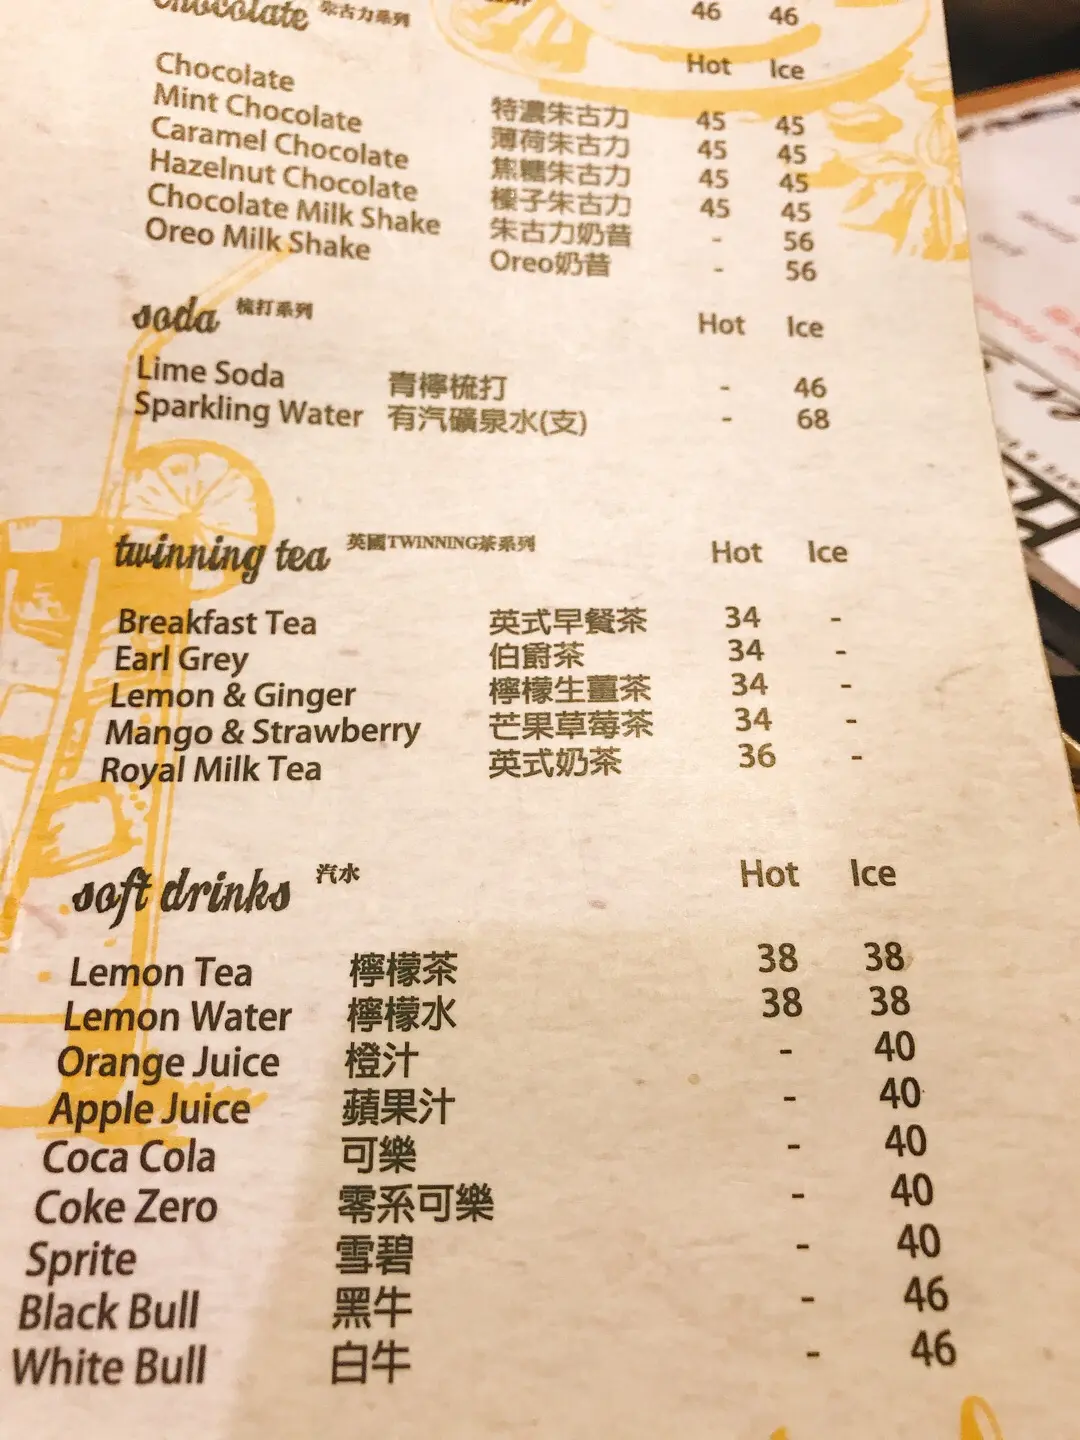 46 46
chocolate 朱古力系列 Hot Ice
Chocolate 特濃朱古力 45 45
Mint Chocolate 薄荷朱古力 45 45
Caramel Chocolate 焦糖朱古力 45 45
Hazelnut Chocolate 榛子朱古力 45 45
Chocolate Milk Shake 朱古力奶昔 - 56
Oreo Milk Shake Oreo奶昔 - 56
soda 梳打系列 Hot Ice
Lime Soda 青檸梳打 - 46
Sparkling Water 有汽礦泉水(支) - 68
twinning tea 英國TWINNING茶系列 Hot Ice
Breakfast Tea 英式早餐茶 34 -
Earl Grey 伯爵茶 34 -
Lemon & Ginger 檸檬生薑茶 34 -
Mango & Strawberry 芒果草莓茶 34 -
Royal Milk Tea 英式奶茶 36 -
soft drinks 汽水 Hot Ice
Lemon Tea 檸檬茶 38 38
Lemon Water 檸檬水 38 38
Orange Juice 橙汁 - 40
Apple Juice 蘋果汁 - 40
Coca Cola 可樂 - 40
Coke Zero 零系可樂 - 40
Sprite 雪碧 - 40
Black Bull 黑牛 - 46
White Bull 白牛 - 46